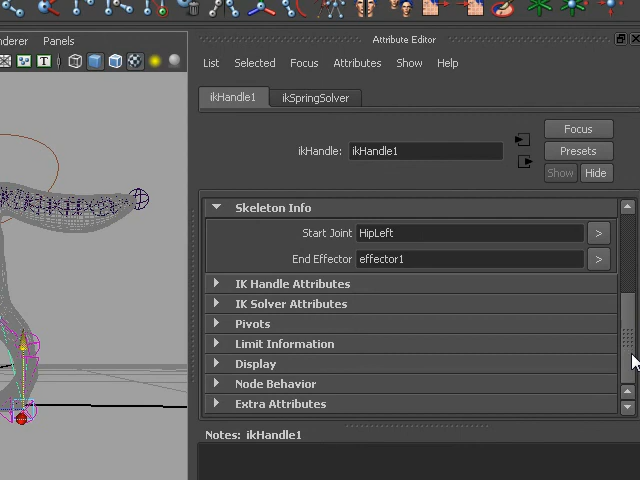 Attribute Editor
nderer Panels
List Selected Focus Attributes Show Help
ikHandle1 ikSpringSolver
Focus
ikHandle: ikHandle1
Presets
Show Hide
Skeleton Info
Start Joint HipLeft >
End Effector effector1 >
IK Handle Attributes
IK Solver Attributes
Pivots
Limit Information
Display
Node Behavior
Extra Attributes
Notes: ikHandle1